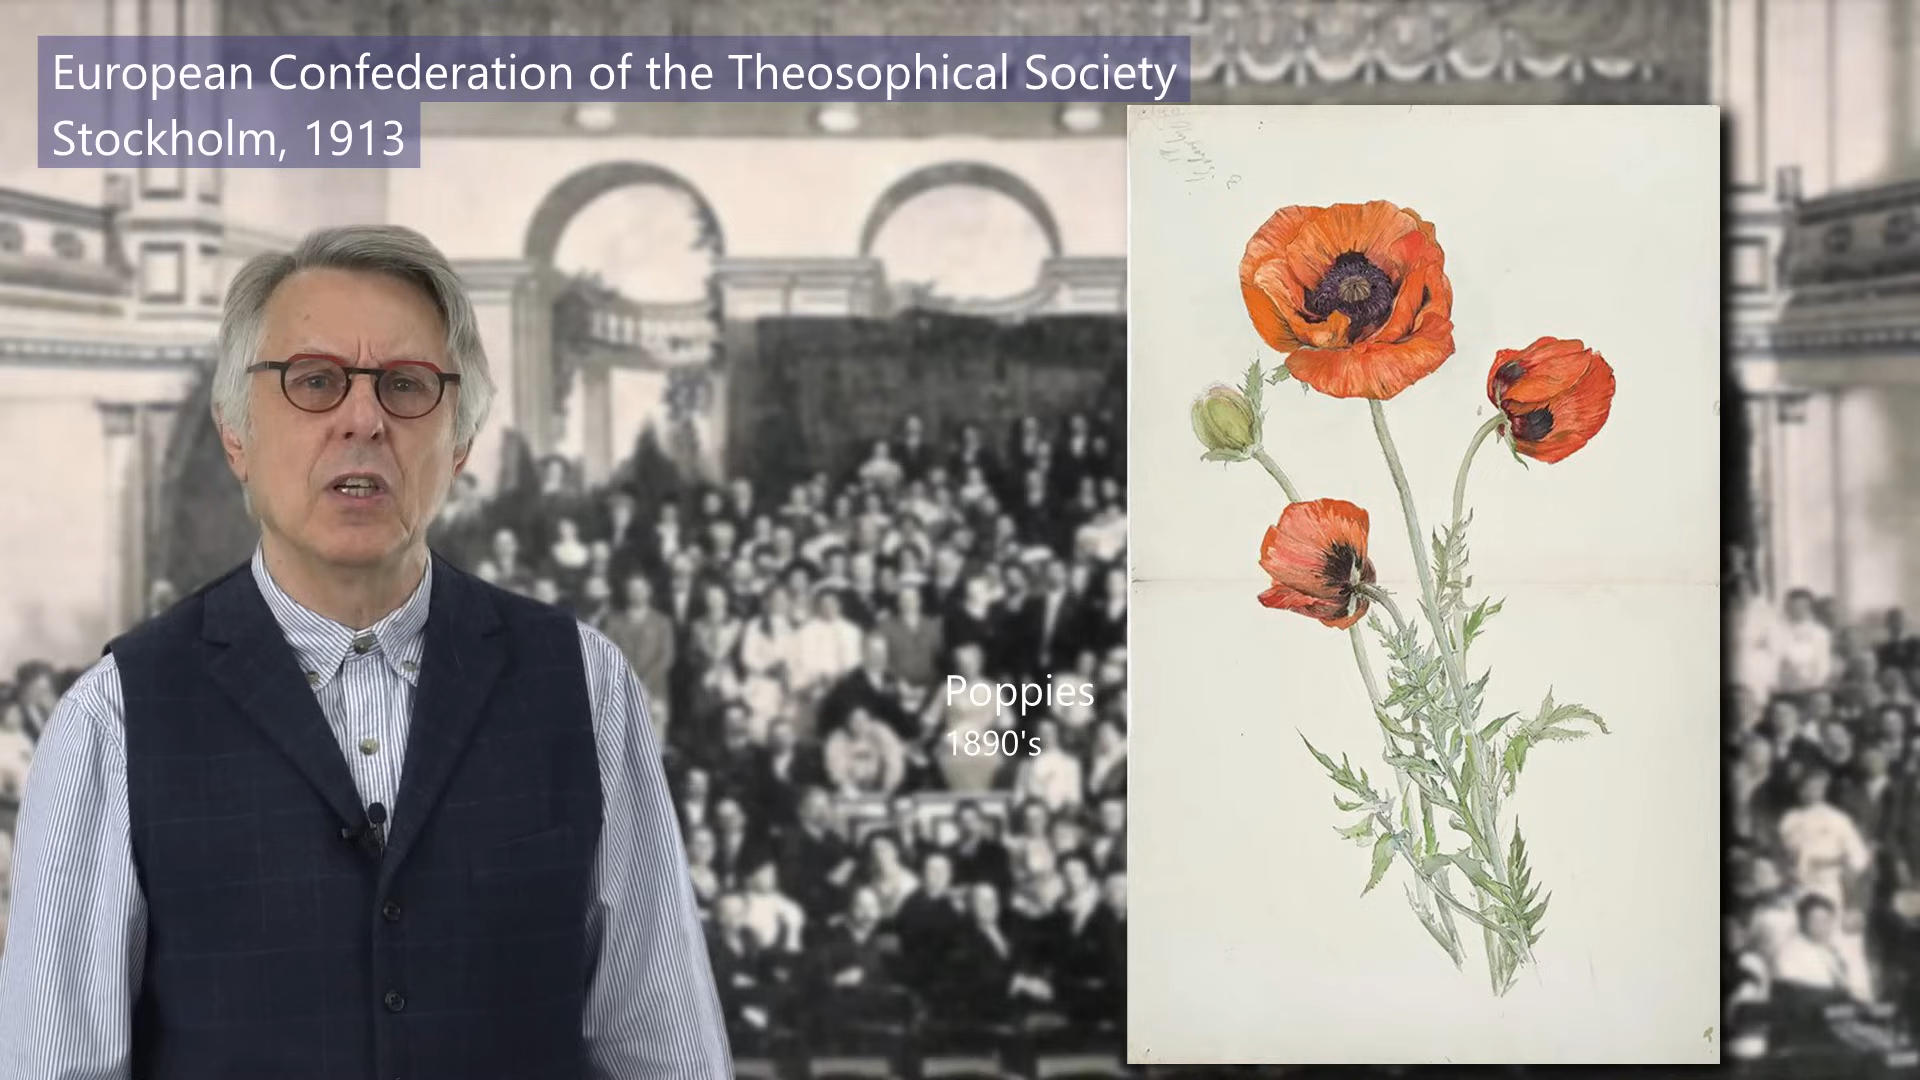 European Confederation of the Theosophical Society
Stockholm, 1913
Poppies
1890's